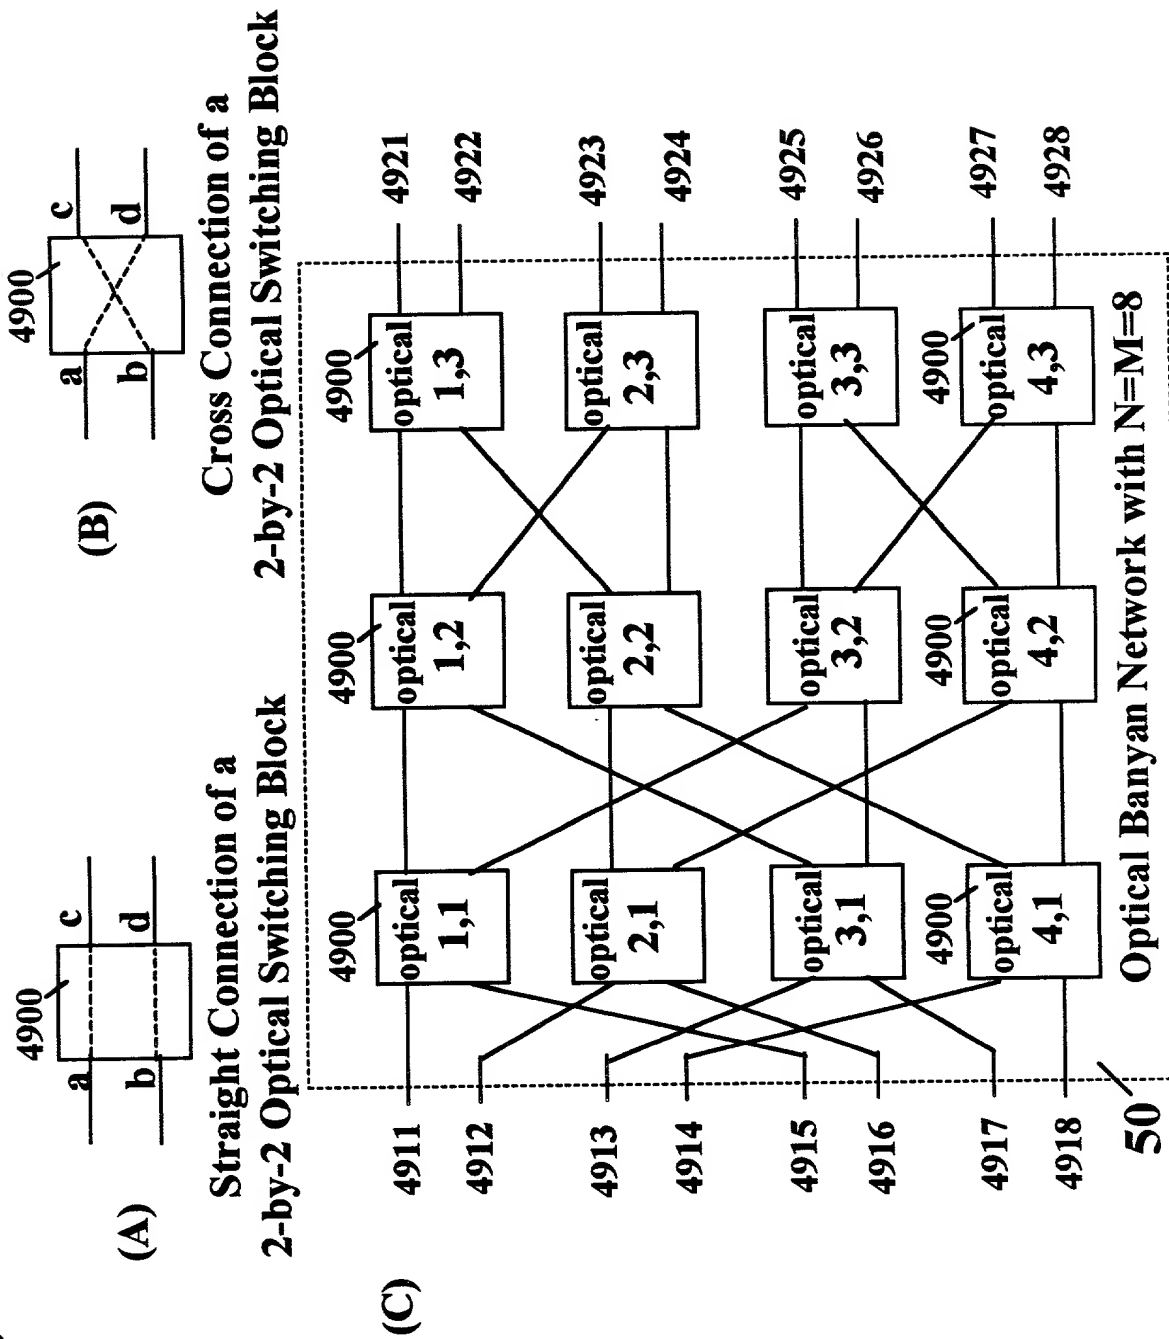 (A)
4900
a
c
b
d
Straight Connection of a
2-by-2 Optical Switching Block
(B)
4900
a
c
b
d
Cross Connection of a
2-by-2 Optical Switching Block
(C)
4911
4912
4913
4914
4915
4916
4917
4918
4900
optical
1,1
optical
2,1
optical
3,1
4900
optical
4,1
4900
optical
1,2
optical
2,2
optical
3,2
4900
optical
4,2
4900
optical
1,3
optical
2,3
optical
3,3
4900
optical
4,3
4921
4922
4923
4924
4925
4926
4927
4928
50
Optical Banyan Network with N=M=8